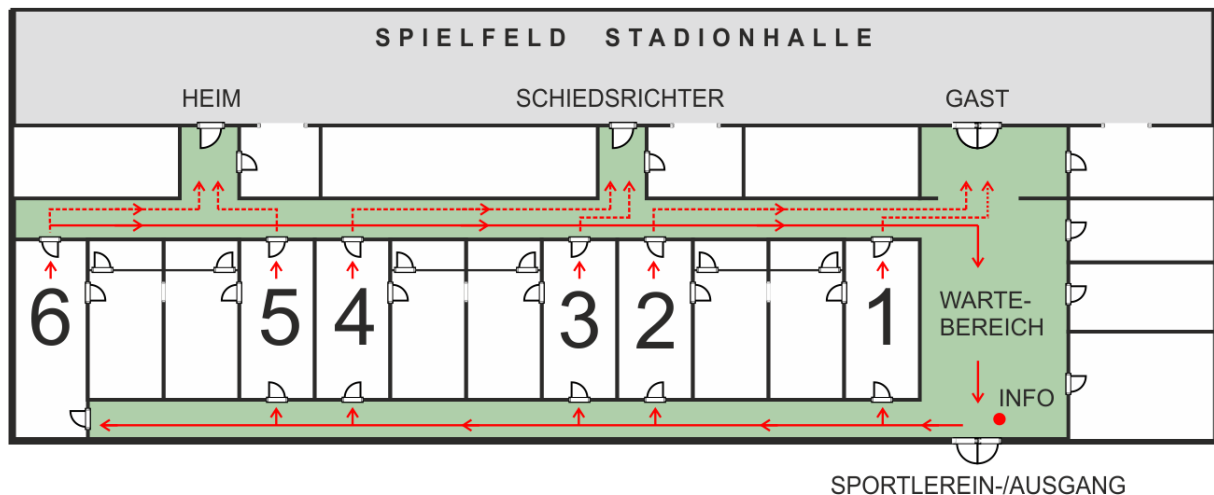 SPIELFELD STADIONHALLE
HEIM
SCHIEDSRICHTER
GAST
6
5
4
3
2
1
WARTE-
BEREICH
INFO
SPORTLEREIN-/AUSGANG